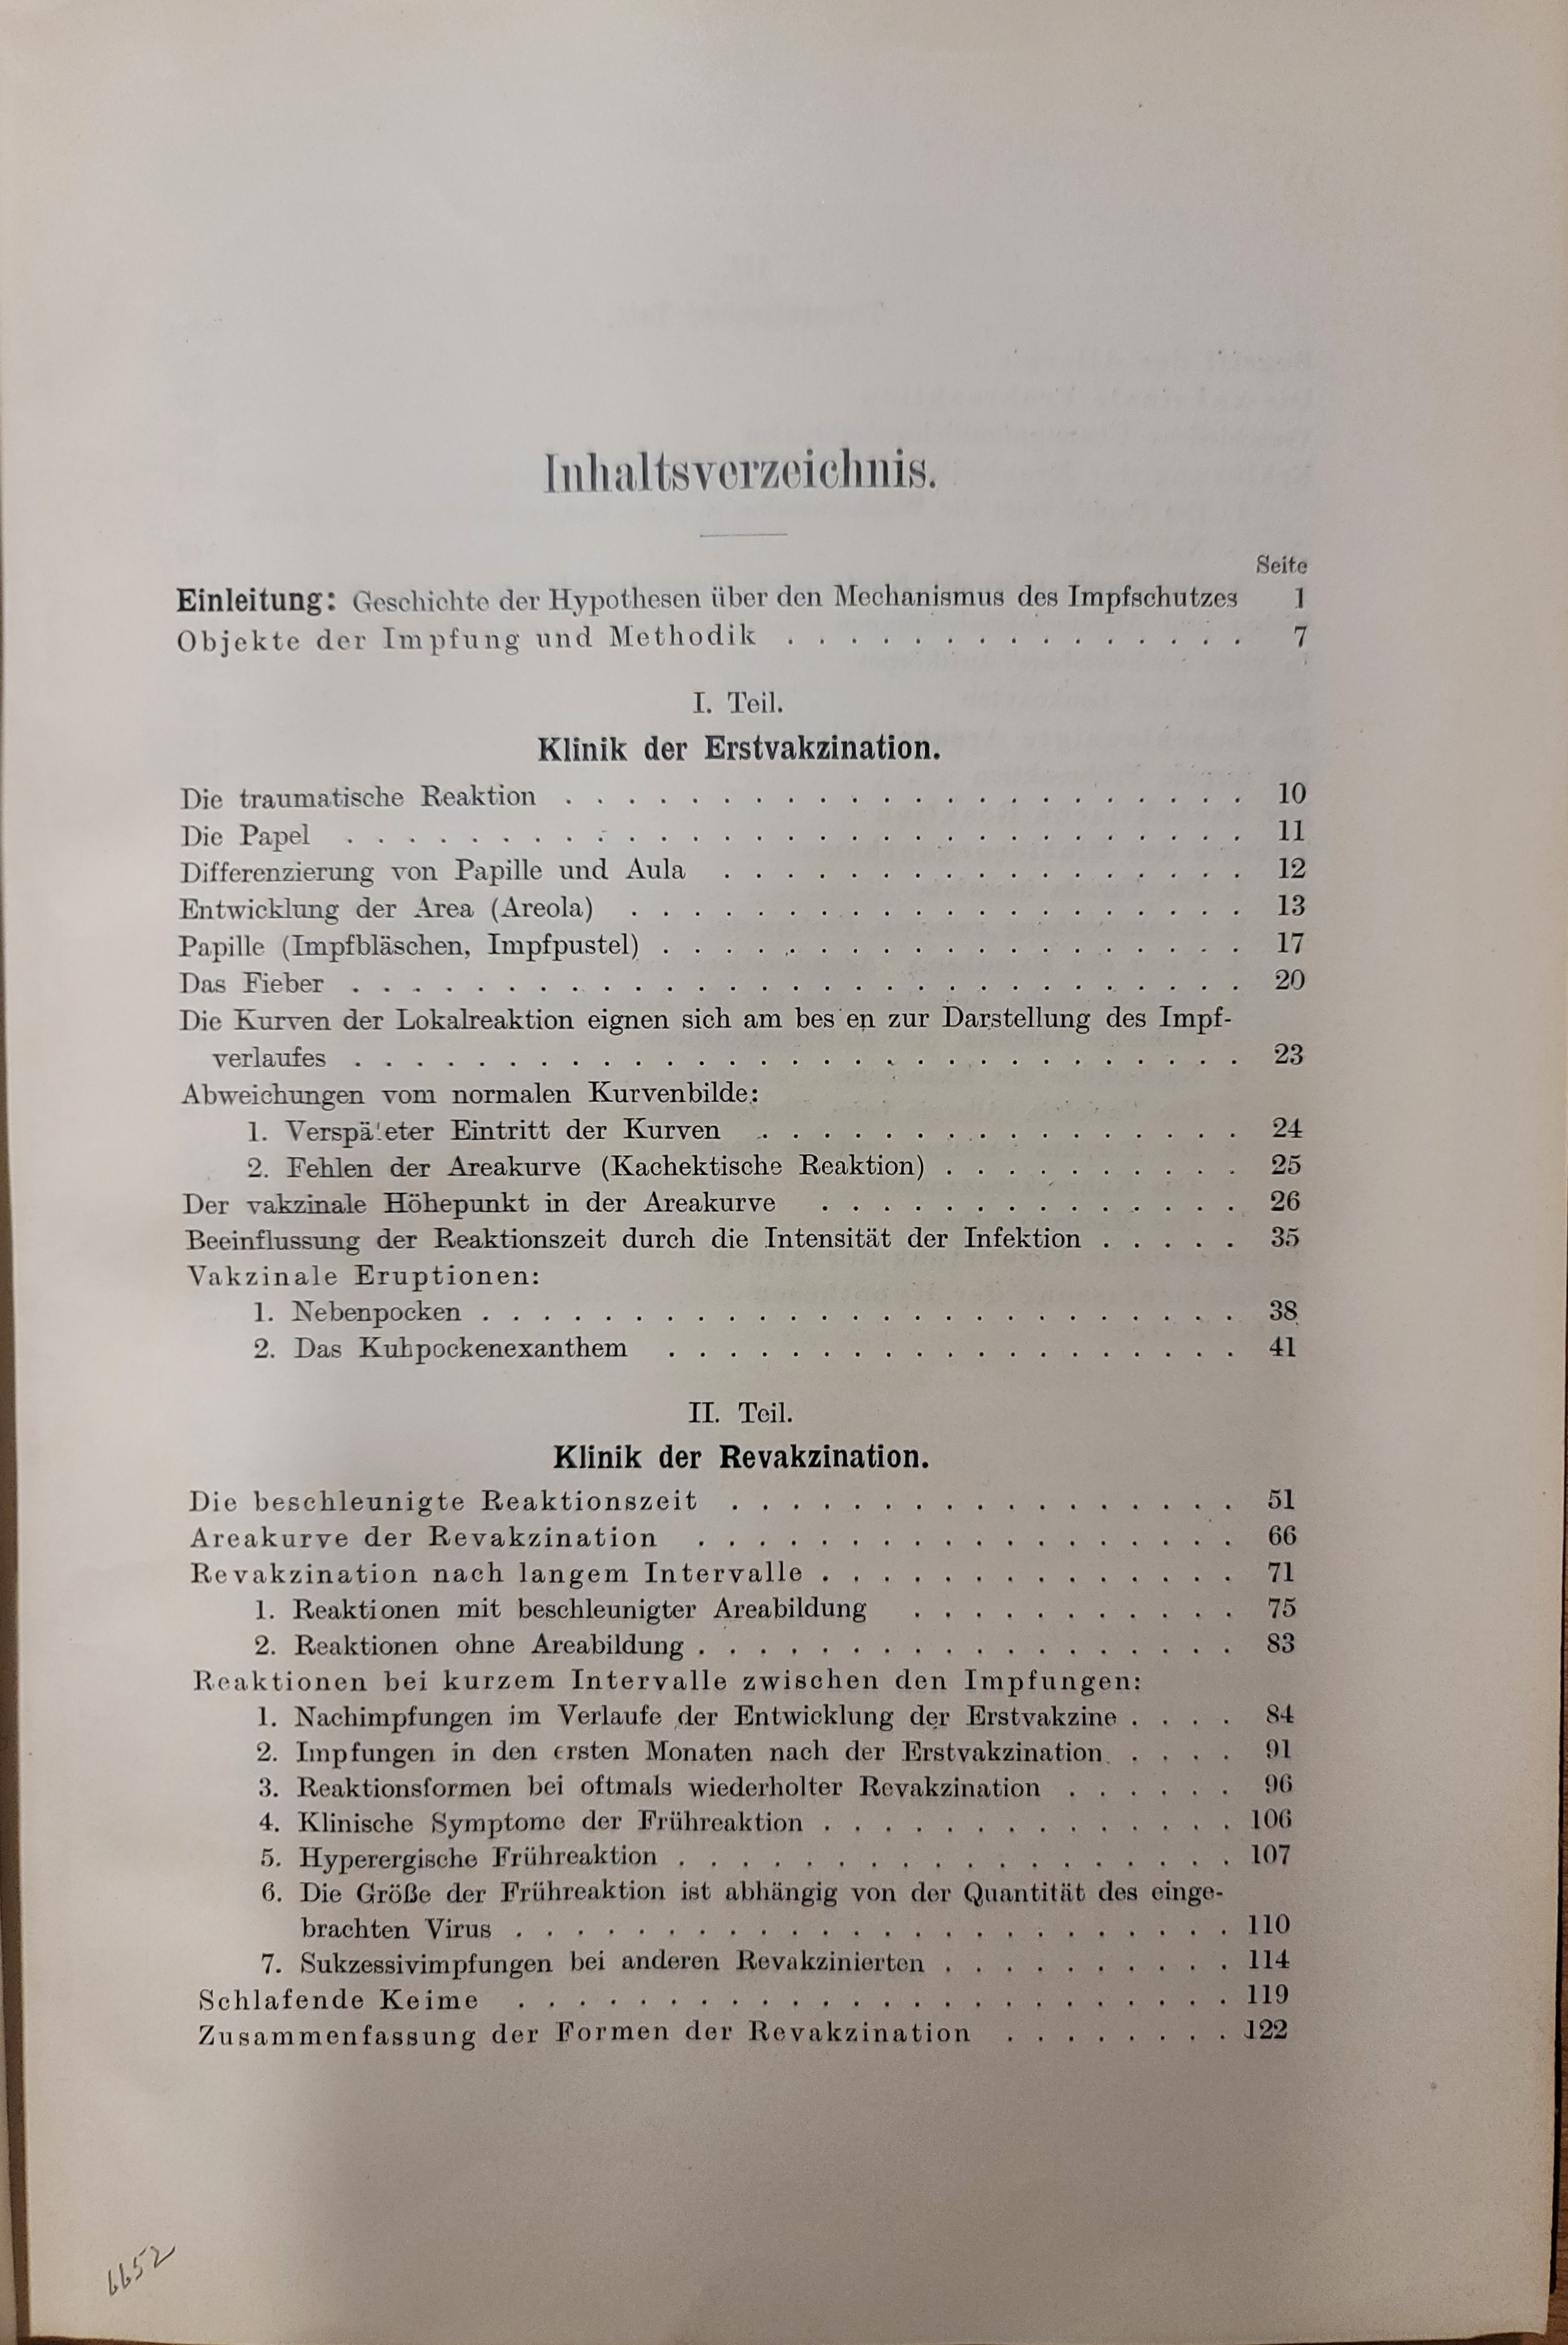 Inhaltsverzeichnis.
Seite
Einleitung: Geschichte der Hypothesen über den Mechanismus des Impfschutzes 1
Objekte der Impfung und Methodik . . . . . . . . . . . . . . . 7
I. Teil.
Klinik der Erstvakzination.
Die traumatische Reaktion . . . . . . . . . . . . . . . . . . . . . . 10
Die Papel . . . . . . . . . . . . . . . . . . . . . . . . . . . . . 11
Differenzierung von Papille und Aula . . . . . . . . . . . . . . . . . 12
Entwicklung der Area (Areola) . . . . . . . . . . . . . . . . . . . . 13
Papille (Impfbläschen, Impfpustel) . . . . . . . . . . . . . . . . . . . 17
Das Fieber . . . . . . . . . . . . . . . . . . . . . . . . . . . . . 20
Die Kurven der Lokalreaktion eignen sich am bes en zur Darstellung des Impf-
verlaufes . . . . . . . . . . . . . . . . . . . . . . . . . . . . . 23
Abweichungen vom normalen Kurvenbilde:
1. Verspä'eter Eintritt der Kurven . . . . . . . . . . . . . . . . 24
2. Fehlen der Areakurve (Kachektische Reaktion) . . . . . . . . . . 25
Der vakzinale Höhepunkt in der Areakurve . . . . . . . . . . . . . . 26
Beeinflussung der Reaktionszeit durch die Intensität der Infektion . . . . . 35
Vakzinale Eruptionen:
1. Nebenpocken . . . . . . . . . . . . . . . . . . . . . . . . . 38
2. Das Kuhpockenexanthem . . . . . . . . . . . . . . . . . . . 41
II. Teil.
Klinik der Revakzination.
Die beschleunigte Reaktionszeit . . . . . . . . . . . . . . . . . 51
Areakurve der Revakzination . . . . . . . . . . . . . . . . . . 66
Revakzination nach langem Intervalle . . . . . . . . . . . . . . 71
1. Reaktionen mit beschleunigter Areabildung . . . . . . . . . . . 75
2. Reaktionen ohne Areabildung . . . . . . . . . . . . . . . . . . 83
Reaktionen bei kurzem Intervalle zwischen den Impfungen:
1. Nachimpfungen im Verlaufe der Entwicklung der Erstvakzine . . . . 84
2. Impfungen in den ersten Monaten nach der Erstvakzination . . . . 91
3. Reaktionsformen bei oftmals wiederholter Revakzination . . . . . . 96
4. Klinische Symptome der Frühreaktion . . . . . . . . . . . . . . 106
5. Hyperergische Frühreaktion . . . . . . . . . . . . . . . . . . . 107
6. Die Größe der Frühreaktion ist abhängig von der Quantität des einge-
brachten Virus . . . . . . . . . . . . . . . . . . . . . . . . 110
7. Sukzessivimpfungen bei anderen Revakzinierten . . . . . . . . . . 114
Schlafende Keime . . . . . . . . . . . . . . . . . . . . . . . . 119
Zusammenfassung der Formen der Revakzination . . . . . . . . 122
6652